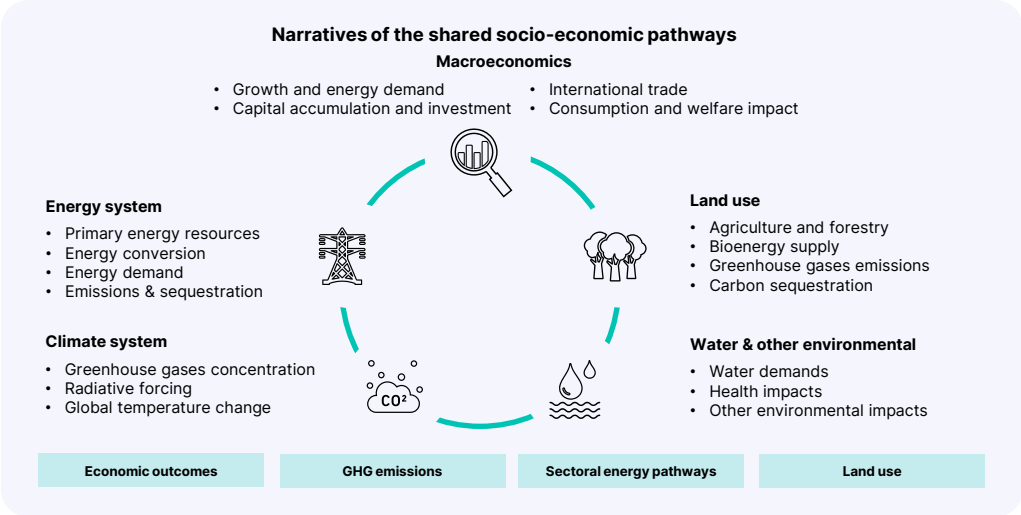 Narratives of the shared socio-economic pathways
Macroeconomics
• Growth and energy demand
• Capital accumulation and investment
• International trade
• Consumption and welfare impact
Energy system
• Primary energy resources
• Energy conversion
• Energy demand
• Emissions & sequestration
Land use
• Agriculture and forestry
• Bioenergy supply
• Greenhouse gases emissions
• Carbon sequestration
Climate system
• Greenhouse gases concentration
• Radiative forcing
• Global temperature change
CO²
Water & other environmental
• Water demands
• Health impacts
• Other environmental impacts
Economic outcomes
GHG emissions
Sectoral energy pathways
Land use